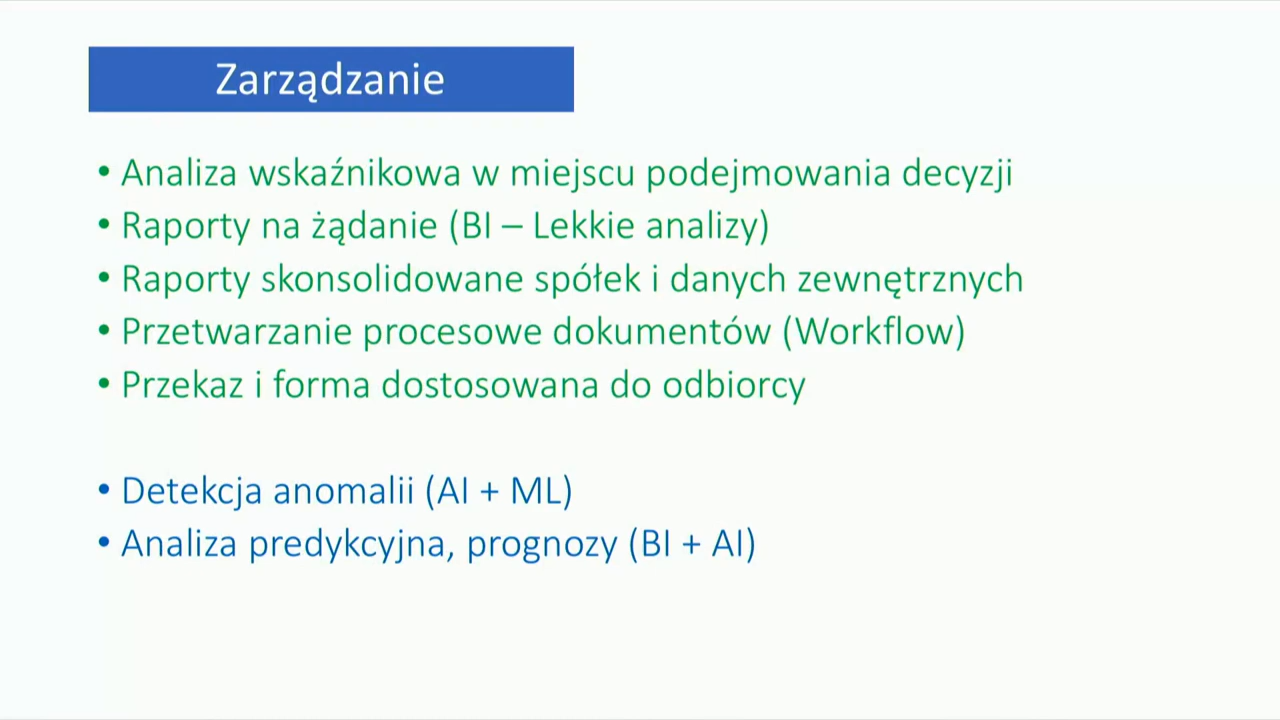 Zarządzanie
• Analiza wskaźnikowa w miejscu podejmowania decyzji
• Raporty na żądanie (BI – Lekkie analizy)
• Raporty skonsolidowane spółek i danych zewnętrznych
• Przetwarzanie procesowe dokumentów (Workflow)
• Przekaz i forma dostosowana do odbiorcy
• Detekcja anomalii (AI + ML)
• Analiza predykcyjna, prognozy (BI + AI)